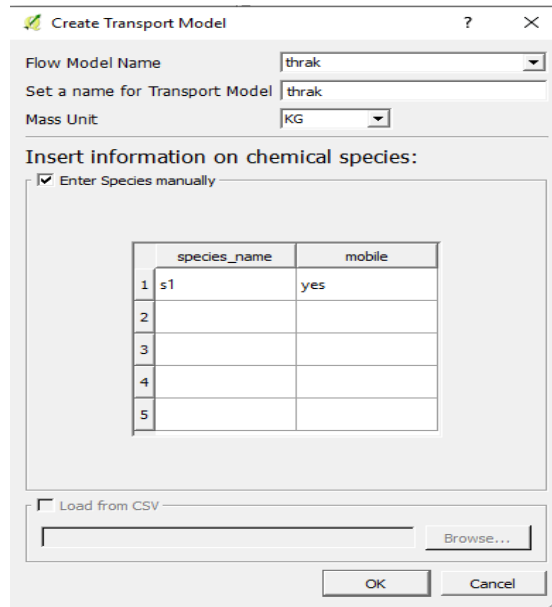 Create Transport Model ?
Flow Model Name thrak
Set a name for Transport Model thrak
Mass Unit KG
Insert information on chemical species:
Enter Species manually
species_name mobile
1 s1 yes
2
3
4
5
Load from CSV
Browse...
OK Cancel